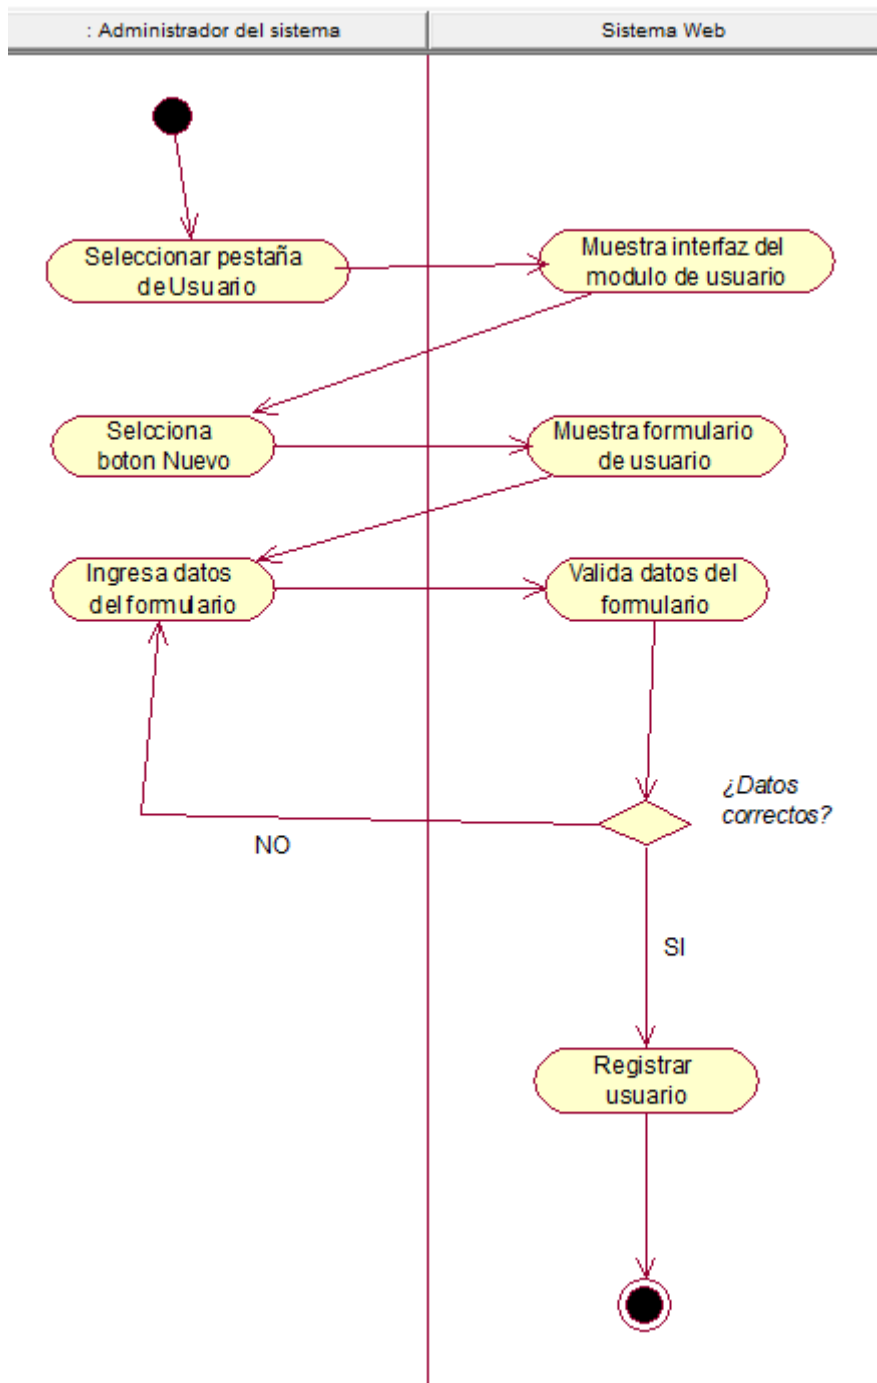 : Administrador del sistema
Sistema Web
Seleccionar pestaña
de Usuario
Muestra interfaz del
modulo de usuario
Selcciona
boton Nuevo
Muestra formulario
de usuario
Ingresa datos
del formulario
Valida datos del
formulario
¿Datos
correctos?
NO
SI
Registrar
usuario